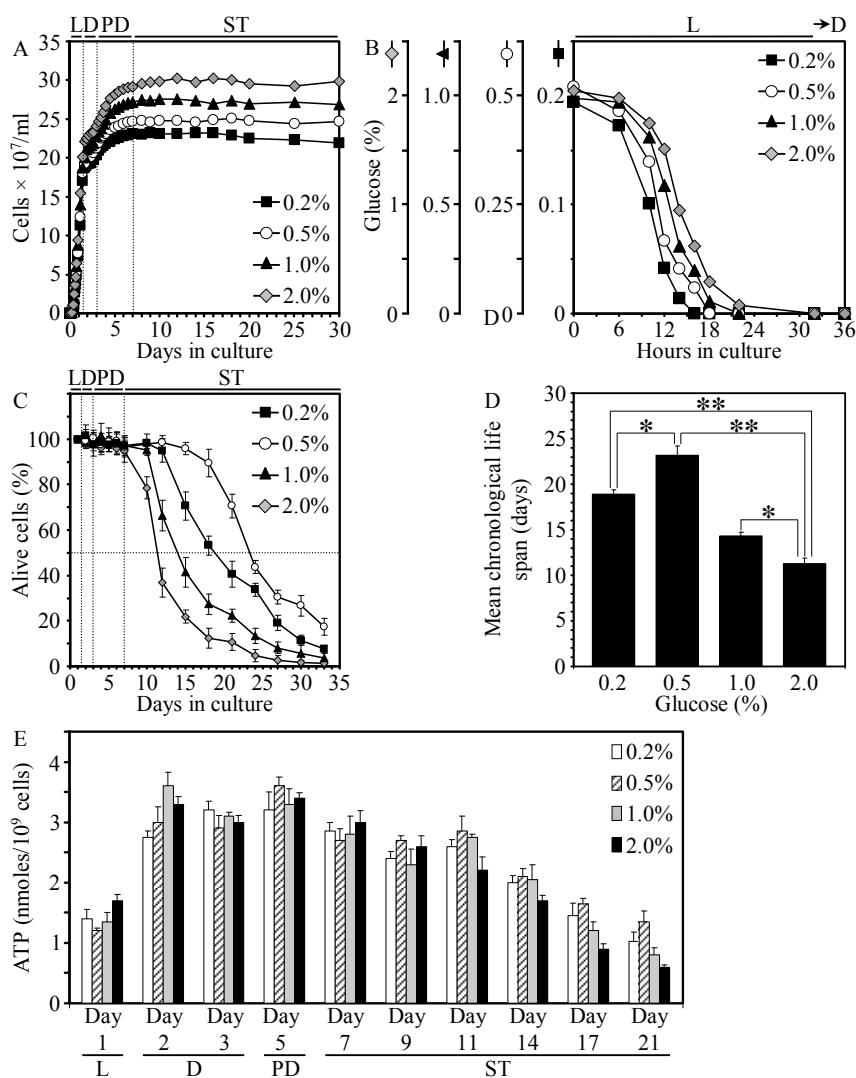 L D PD ST
A
Cells × 10⁷/ml
35
30
25
20
15
10
5
0
0 5 10 15 20 25 30
Days in culture
0.2%
0.5%
1.0%
2.0%
B
L → D
Glucose (%)
2 1.0 0.5 0.2
1 0.5 0.25 0.1
0 0 D 0 0
0 6 12 18 24 30 36
Hours in culture
0.2%
0.5%
1.0%
2.0%
L D PD ST
C
Alive cells (%)
120
100
80
60
40
20
0
0 5 10 15 20 25 30 35
Days in culture
0.2%
0.5%
1.0%
2.0%
D
Mean chronological life
span (days)
30
25
20
15
10
5
0
* ** ** *
0.2 0.5 1.0 2.0
Glucose (%)
E
ATP (nmoles/10⁹ cells)
4
3
2
1
0
0.2%
0.5%
1.0%
2.0%
Day Day Day Day Day Day Day Day Day Day
1 2 3 5 7 9 11 14 17 21
L D PD ST